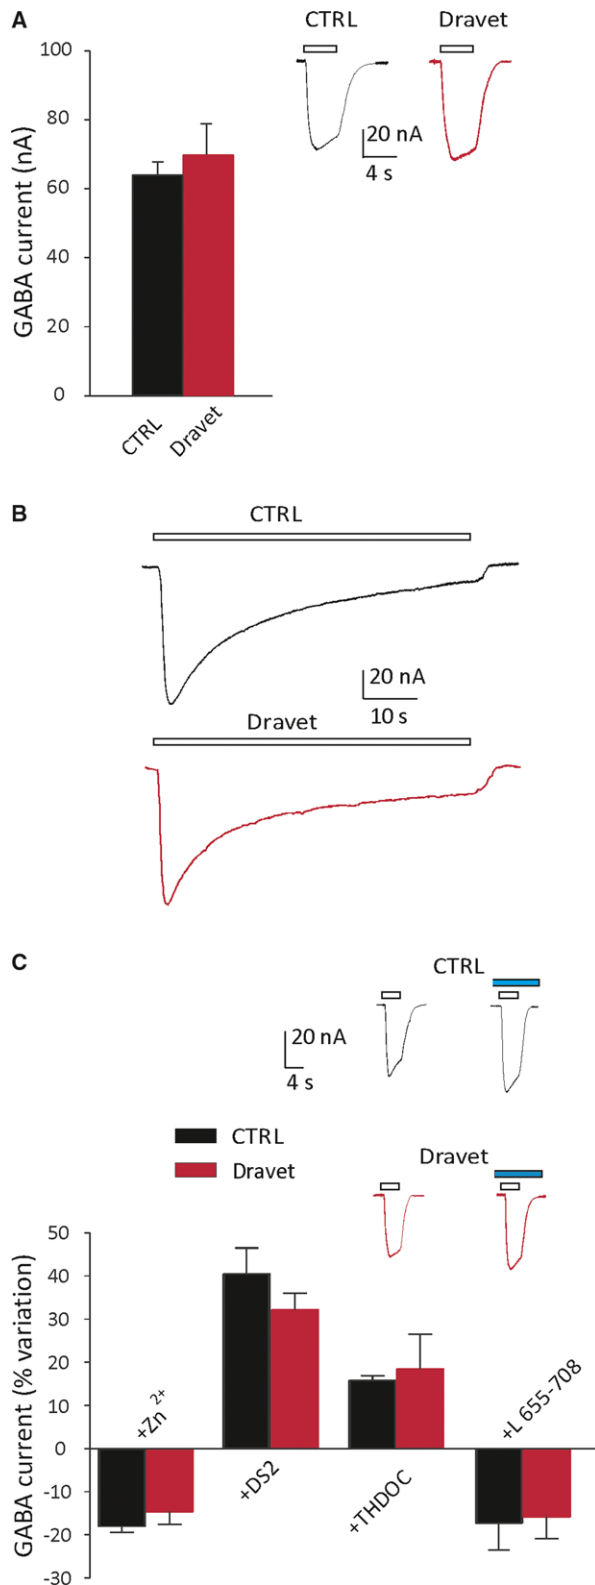 A
CTRL
Dravet
20 nA
4 s
GABA current (nA)
100
80
60
40
20
0
CTRL
Dravet
B
CTRL
20 nA
10 s
Dravet
C
CTRL
20 nA
4 s
CTRL
Dravet
Dravet
GABA current (% variation)
50
40
30
20
10
0
-10
-20
-30
+Zn²⁺
+DS2
+THDOC
+L 655-708